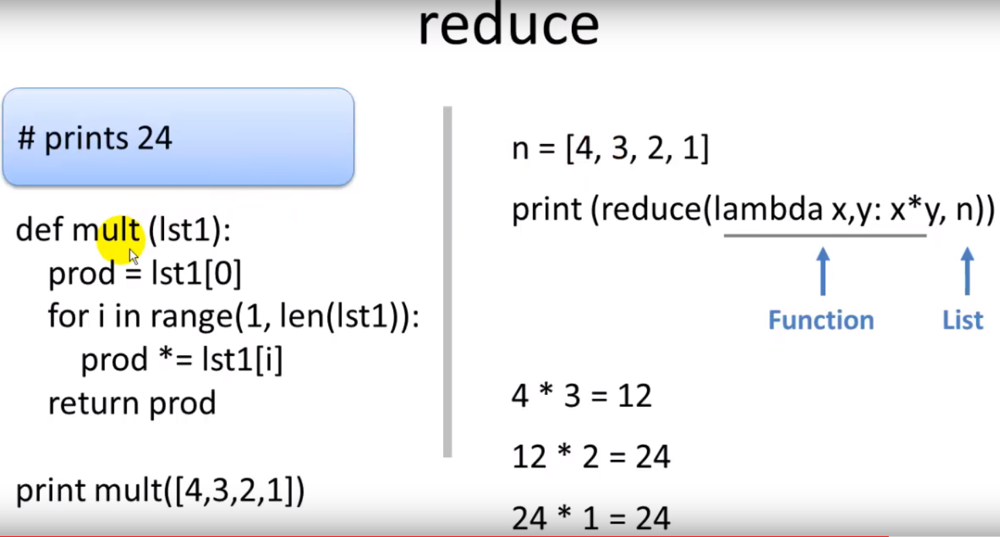 reduce
# prints 24
def mult (lst1):
prod = lst1[0]
for i in range(1, len(lst1)):
prod *= lst1[i]
return prod
print mult([4,3,2,1])
n = [4, 3, 2, 1]
print (reduce(lambda x,y: x*y, n))
Function List
4 * 3 = 12
12 * 2 = 24
24 * 1 = 24